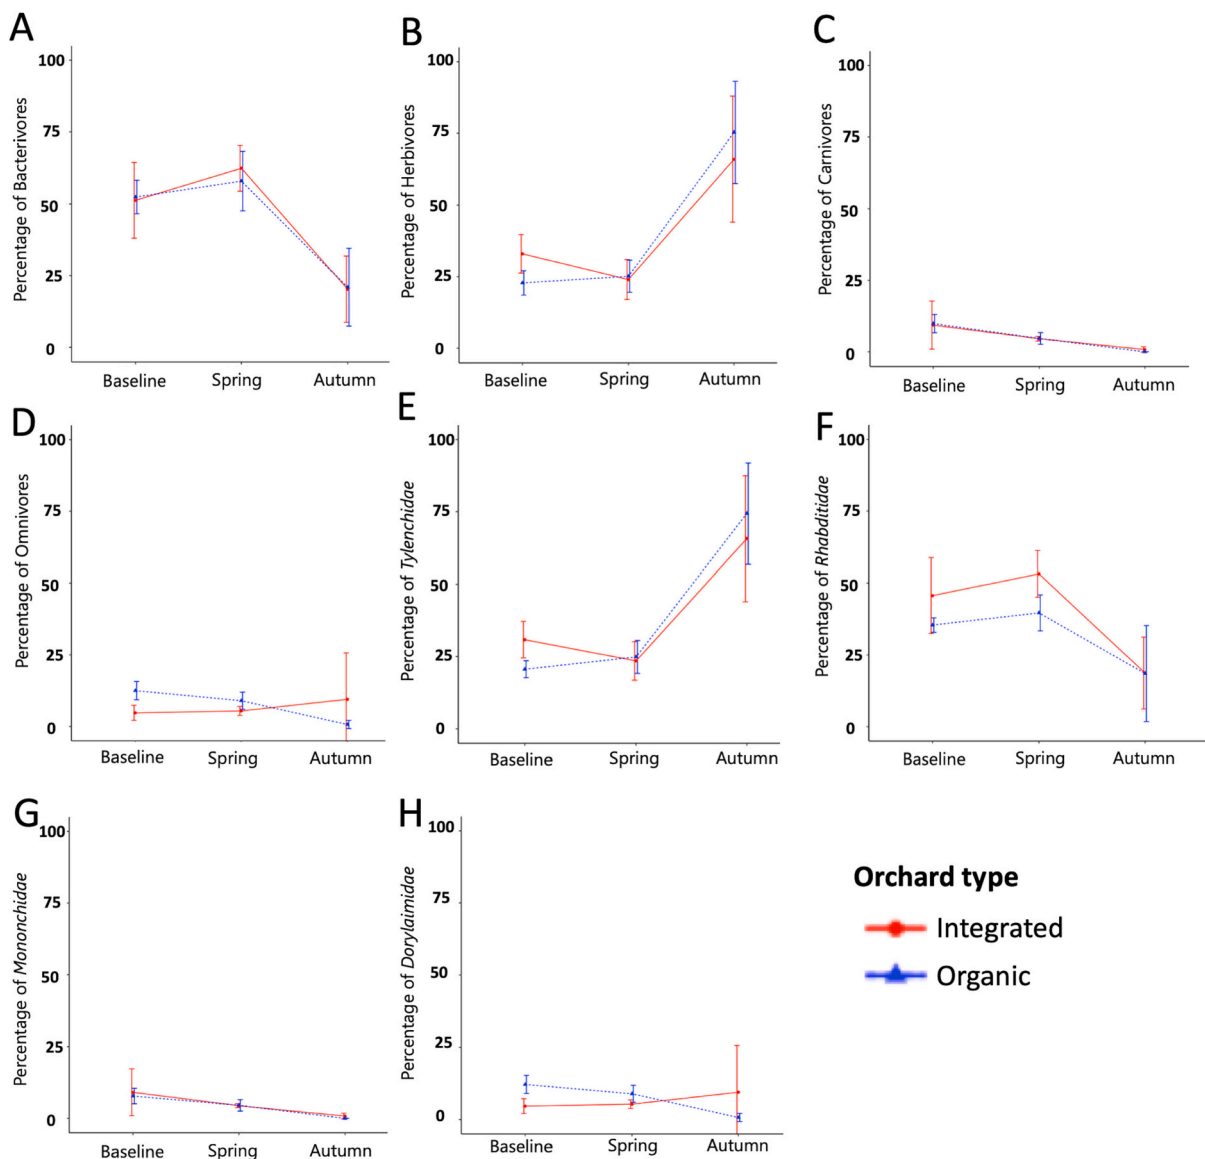 A
Percentage of Bacterivores
100
75
50
25
0
Baseline Spring Autumn
B
Percentage of Herbivores
100
75
50
25
0
Baseline Spring Autumn
C
Percentage of Carnivores
100
75
50
25
0
Baseline Spring Autumn
D
Percentage of Omnivores
100
75
50
25
0
Baseline Spring Autumn
E
Percentage of Tylenchidae
100
75
50
25
0
Baseline Spring Autumn
F
Percentage of Rhabditidae
100
75
50
25
0
Baseline Spring Autumn
G
Percentage of Mononchidae
100
75
50
25
0
Baseline Spring Autumn
H
Percentage of Dorylaimidae
100
75
50
25
0
Baseline Spring Autumn
Orchard type
Integrated
Organic